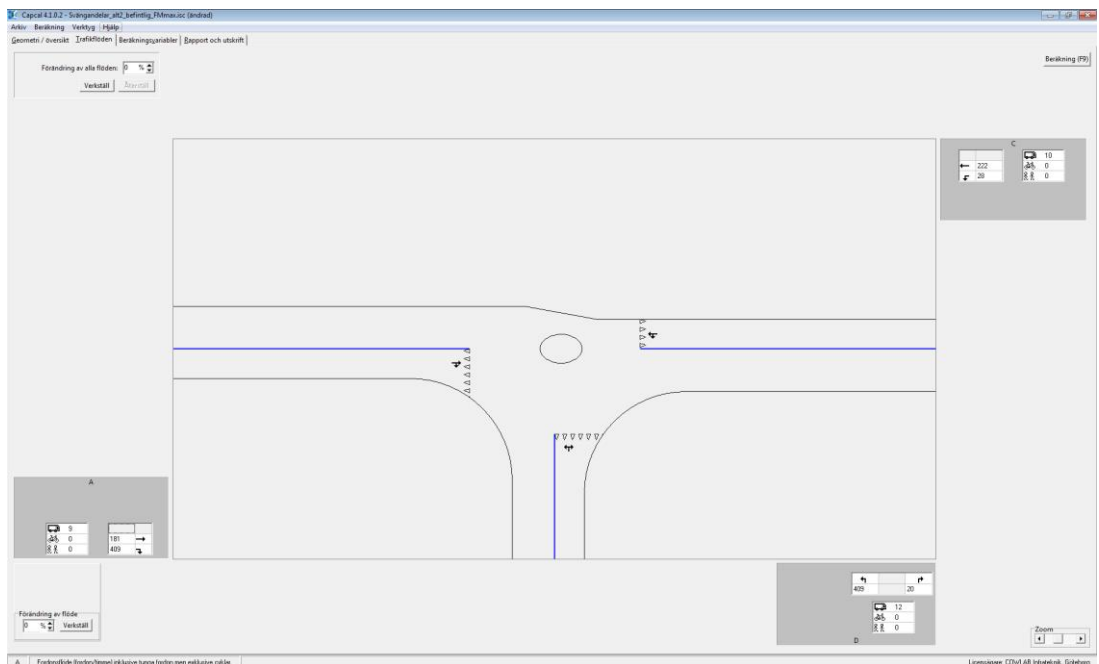 Capcal 4.1.0.2 - Svängandelar_alt2_befintlig_FMmax.isc (ändrad)
Arkiv Beräkning Verktyg Hjälp
Geometri / översikt Trafikflöden Beräkningsvariabler Rapport och utskrift
Förändring av alla flöden: 0 %
Verkställ Återställ
Beräkning (F9)
C
222
28
10
0
0
A
9
0
0
181
409
409 20
12
0
0
D
Förändring av flöde
0 % Verkställ
Zoom
A Fordonsflöde (fordon/timme) inklusive tunga fordon men exklusive cyklar.
Licensägare: COWI AB Infrateknik, Göteborg